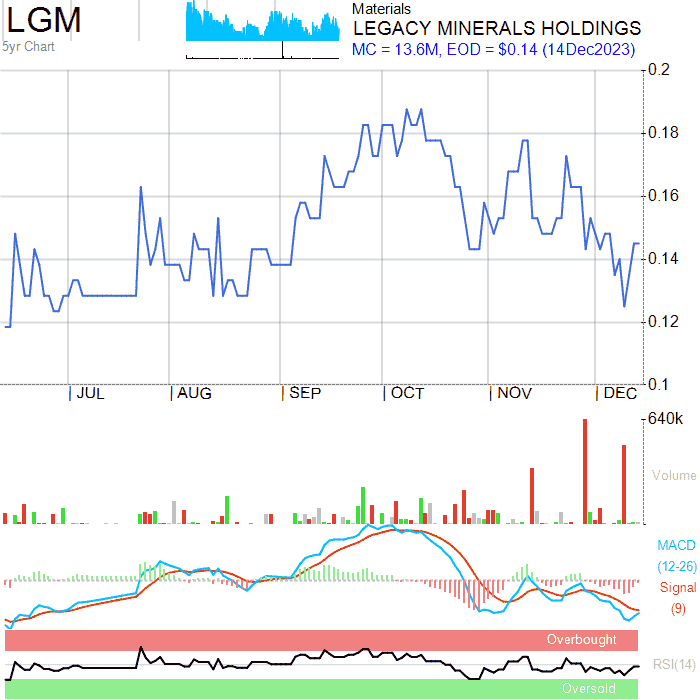 LGM
5yr Chart
Materials
LEGACY MINERALS HOLDINGS
MC = 13.6M, EOD = $0.14 (14Dec2023)
0.2
0.18
0.16
0.14
0.12
0.1
JUL AUG SEP OCT NOV DEC
640k
Volume
MACD
(12-26)
Signal
(9)
Overbought
RSI(14)
Oversold